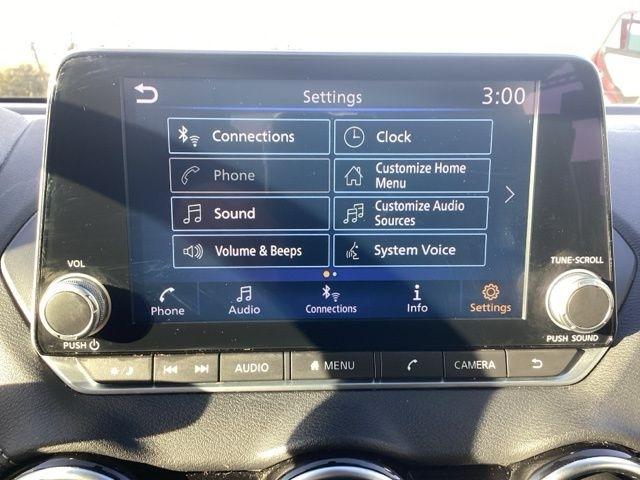 Settings
3:00
Connections
Clock
Phone
Customize Home
Menu
Sound
Customize Audio
Sources
Volume & Beeps
System Voice
Phone
Audio
Connections
Info
Settings
VOL
PUSH
TUNE-SCROLL
PUSH SOUND
AUDIO
MENU
CAMERA